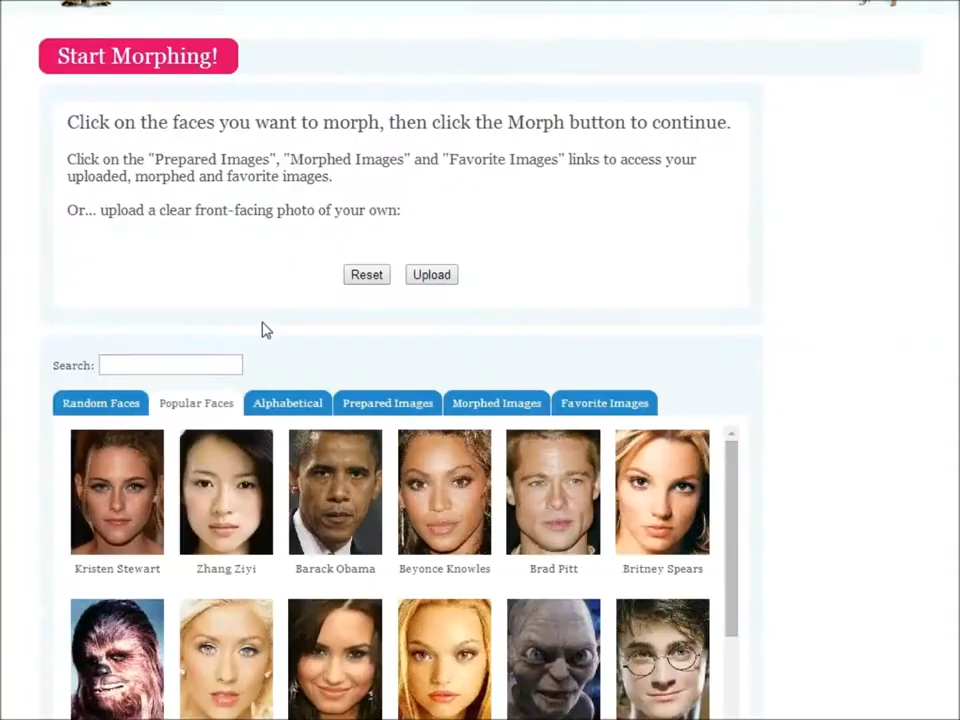 Start Morphing!
Click on the faces you want to morph, then click the Morph button to continue.
Click on the "Prepared Images", "Morphed Images" and "Favorite Images" links to access your
uploaded, morphed and favorite images.
Or... upload a clear front-facing photo of your own:
Reset Upload
Search:
Random Faces Popular Faces Alphabetical Prepared Images Morphed Images Favorite Images
Kristen Stewart Zhang Ziyi Barack Obama Beyonce Knowles Brad Pitt Britney Spears